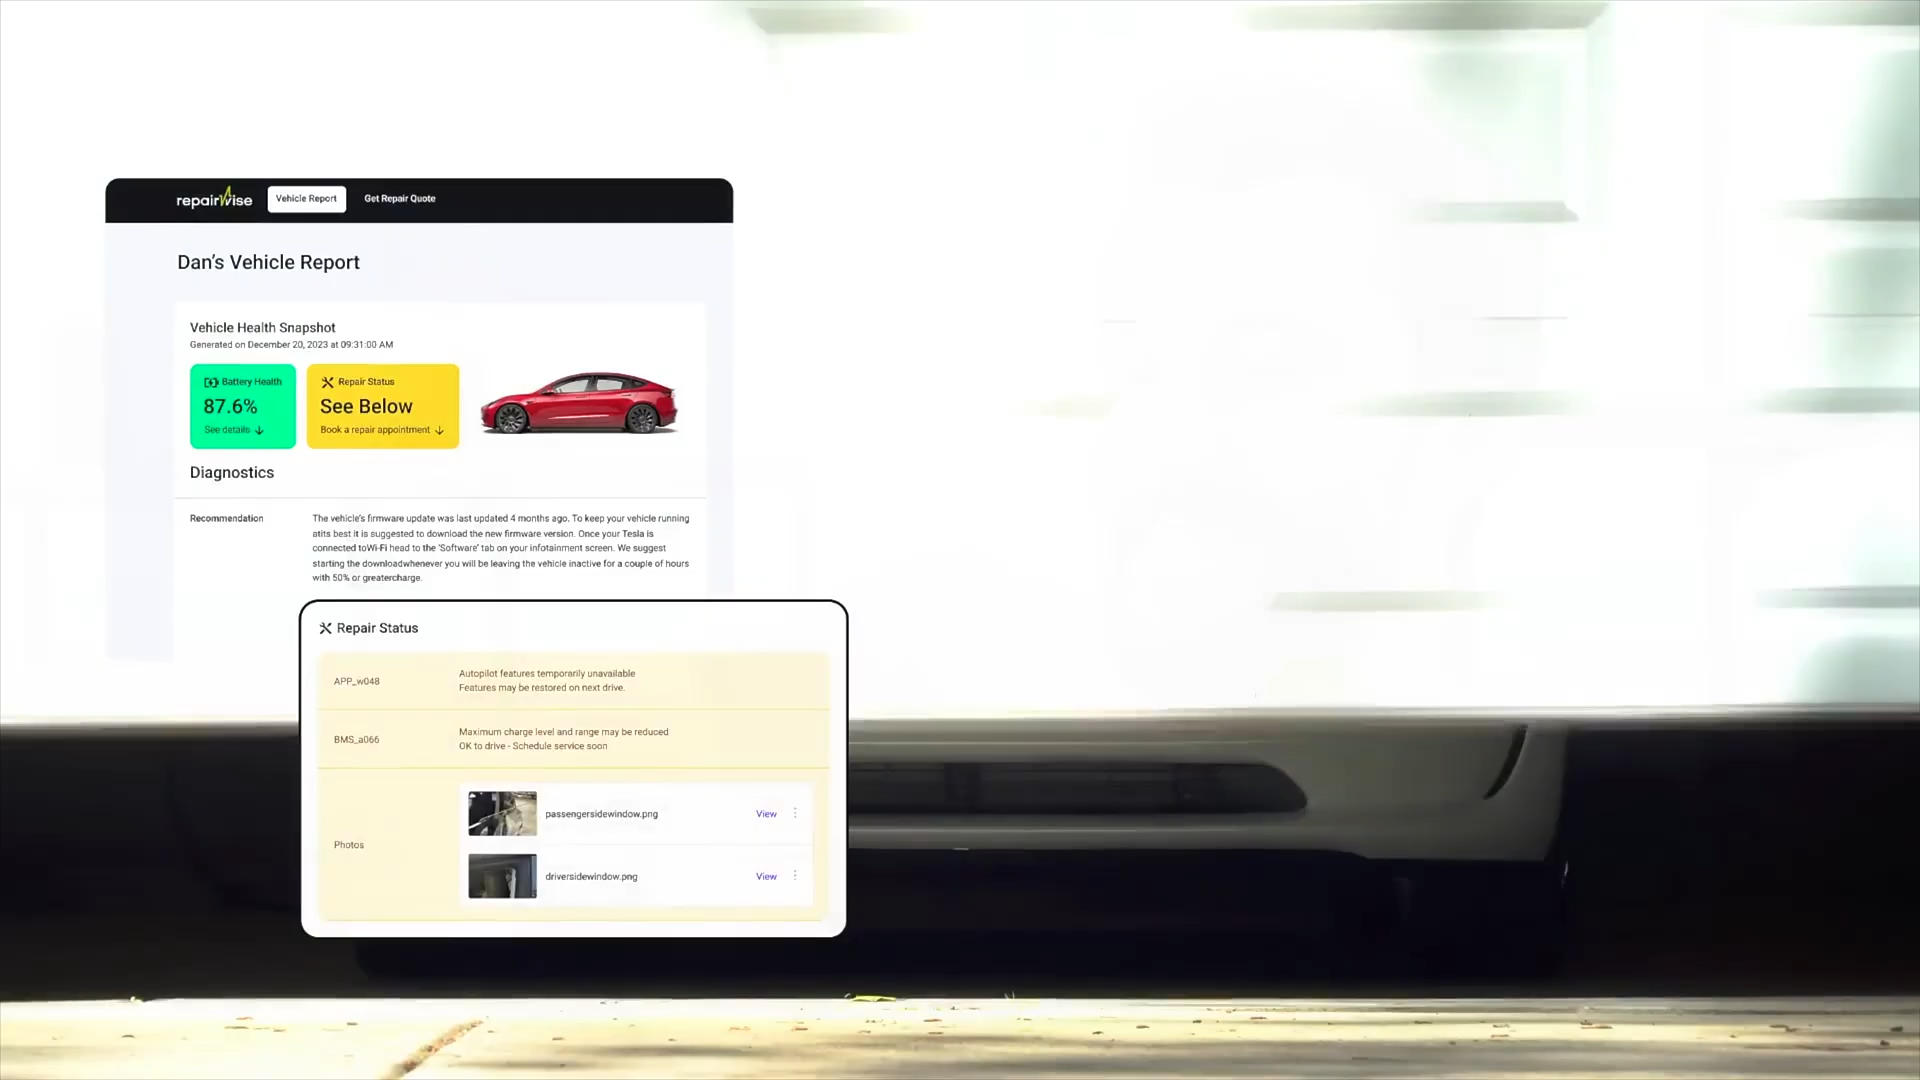 repairwise
Vehicle Report
Get Repair Quote
Dan's Vehicle Report
Vehicle Health Snapshot
Generated on December 20, 2023 at 09:31:00 AM
Battery Health
87.6%
See details
Repair Status
See Below
Book a repair appointment
Diagnostics
Recommendation
The vehicle's firmware update was last updated 4 months ago. To keep your vehicle running
atits best it is suggested to download the new firmware version. Once your Tesla is
connected toWi-Fi head to the 'Software' tab on your infotainment screen. We suggest
starting the downloadwhenever you will be leaving the vehicle inactive for a couple of hours
with 50% or greatercharge.
Repair Status
APP_w048
Autopilot features temporarily unavailable
Features may be restored on next drive.
BMS_a066
Maximum charge level and range may be reduced
OK to drive - Schedule service soon
Photos
passengersidewindow.png
View
driversidewindow.png
View